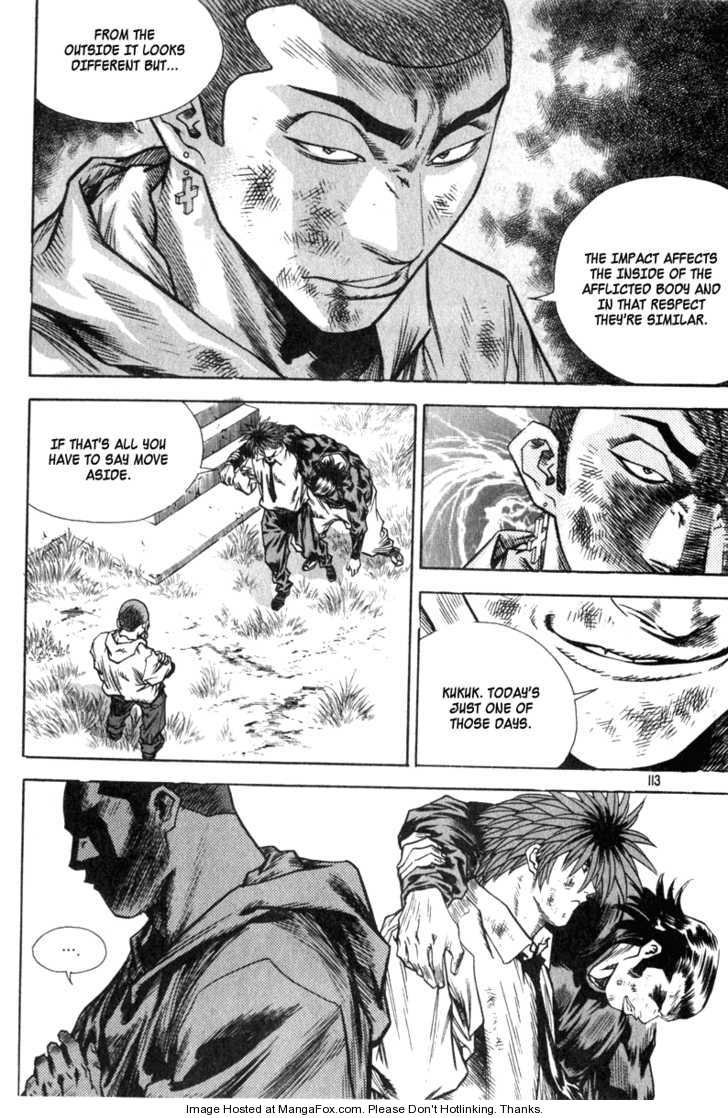 FROM THE
OUTSIDE IT LOOKS
DIFFERENT BUT...
THE IMPACT AFFECTS
THE INSIDE OF THE
AFFLICTED BODY AND
IN THAT RESPECT
THEY'RE SIMILAR.
IF THAT'S ALL YOU
HAVE TO SAY MOVE
ASIDE.
KUKUK. TODAY'S
JUST ONE OF
THOSE DAYS.
113
...
Image Hosted at MangaFox.com. Please Don't Hotlinking. Thanks.